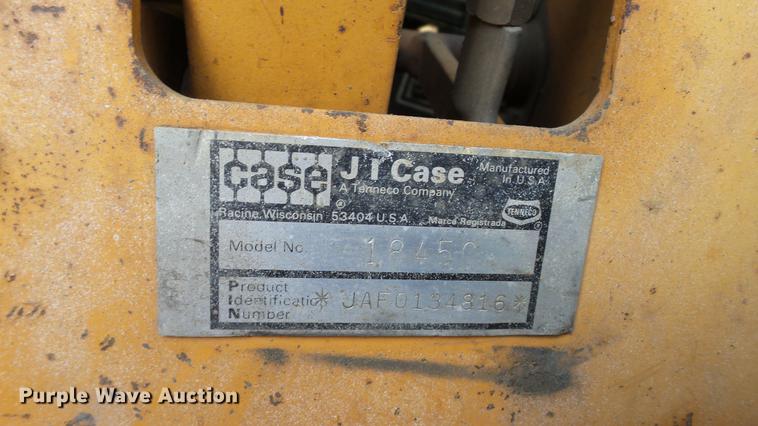 case
J I Case
A Tenneco Company
Manufactured
In U.S.A.
Racine, Wisconsin 53404 U.S.A.
Marca Registrada
TENNECO
Model No. 1845C
Product
Identification
Number
*JAF0134816*
Purple Wave Auction